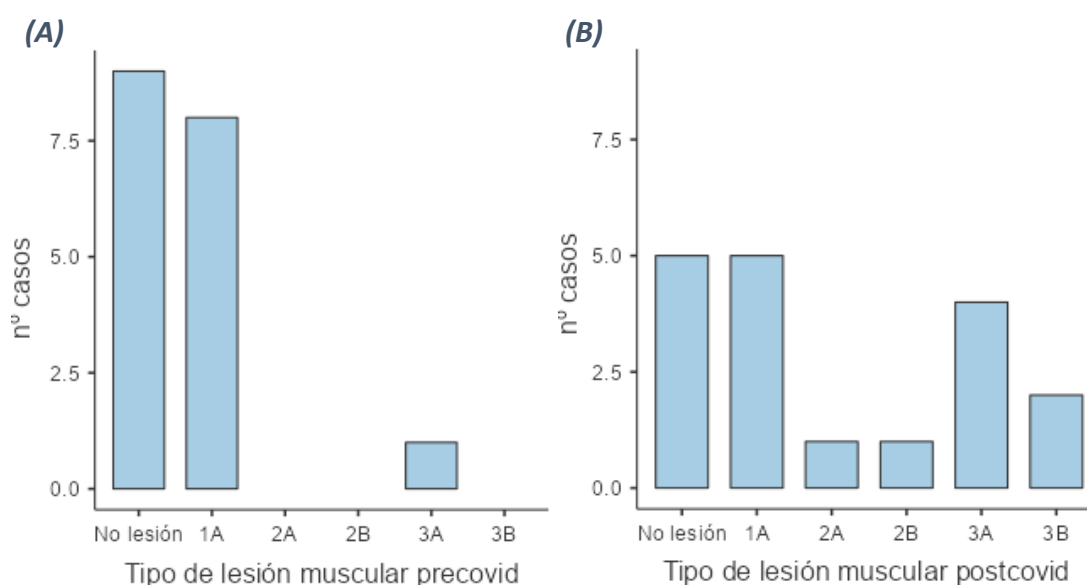 (A)
7.5
5.0
2.5
0.0
nº casos
No lesión 1A 2A 2B 3A 3B
Tipo de lesión muscular precovid
(B)
7.5
5.0
2.5
0.0
nº casos
No lesión 1A 2A 2B 3A 3B
Tipo de lesión muscular postcovid